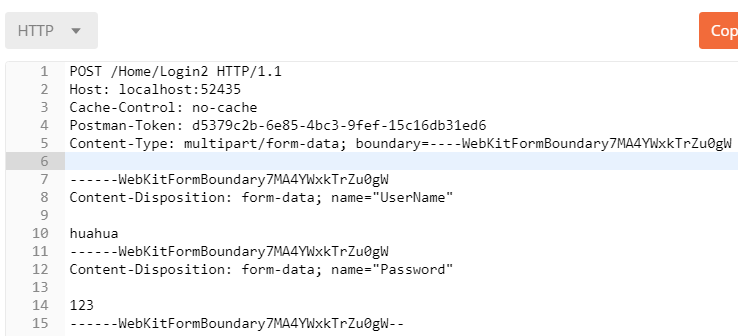 HTTP
Cop
1 POST /Home/Login2 HTTP/1.1
2 Host: localhost:52435
3 Cache-Control: no-cache
4 Postman-Token: d5379c2b-6e85-4bc3-9fef-15c16db31ed6
5 Content-Type: multipart/form-data; boundary=----WebKitFormBoundary7MA4YWxkTrZu0gW
6
7 ------WebKitFormBoundary7MA4YWxkTrZu0gW
8 Content-Disposition: form-data; name="UserName"
9
10 huahua
11 ------WebKitFormBoundary7MA4YWxkTrZu0gW
12 Content-Disposition: form-data; name="Password"
13
14 123
15 ------WebKitFormBoundary7MA4YWxkTrZu0gW--